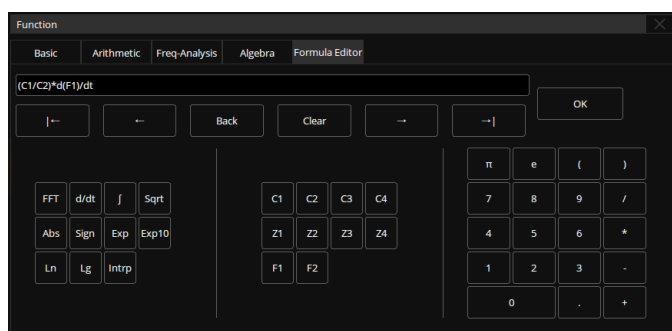 Function
Basic Arithmetic Freq-Analysis Algebra Formula Editor
(C1/C2)*d(F1)/dt
OK
|← ← Back Clear → →|
π e ( )
FFT d/dt ∫ Sqrt C1 C2 C3 C4 7 8 9 /
Abs Sign Exp Exp10 Z1 Z2 Z3 Z4 4 5 6 *
Ln Lg Intrp F1 F2 1 2 3 -
0 . +